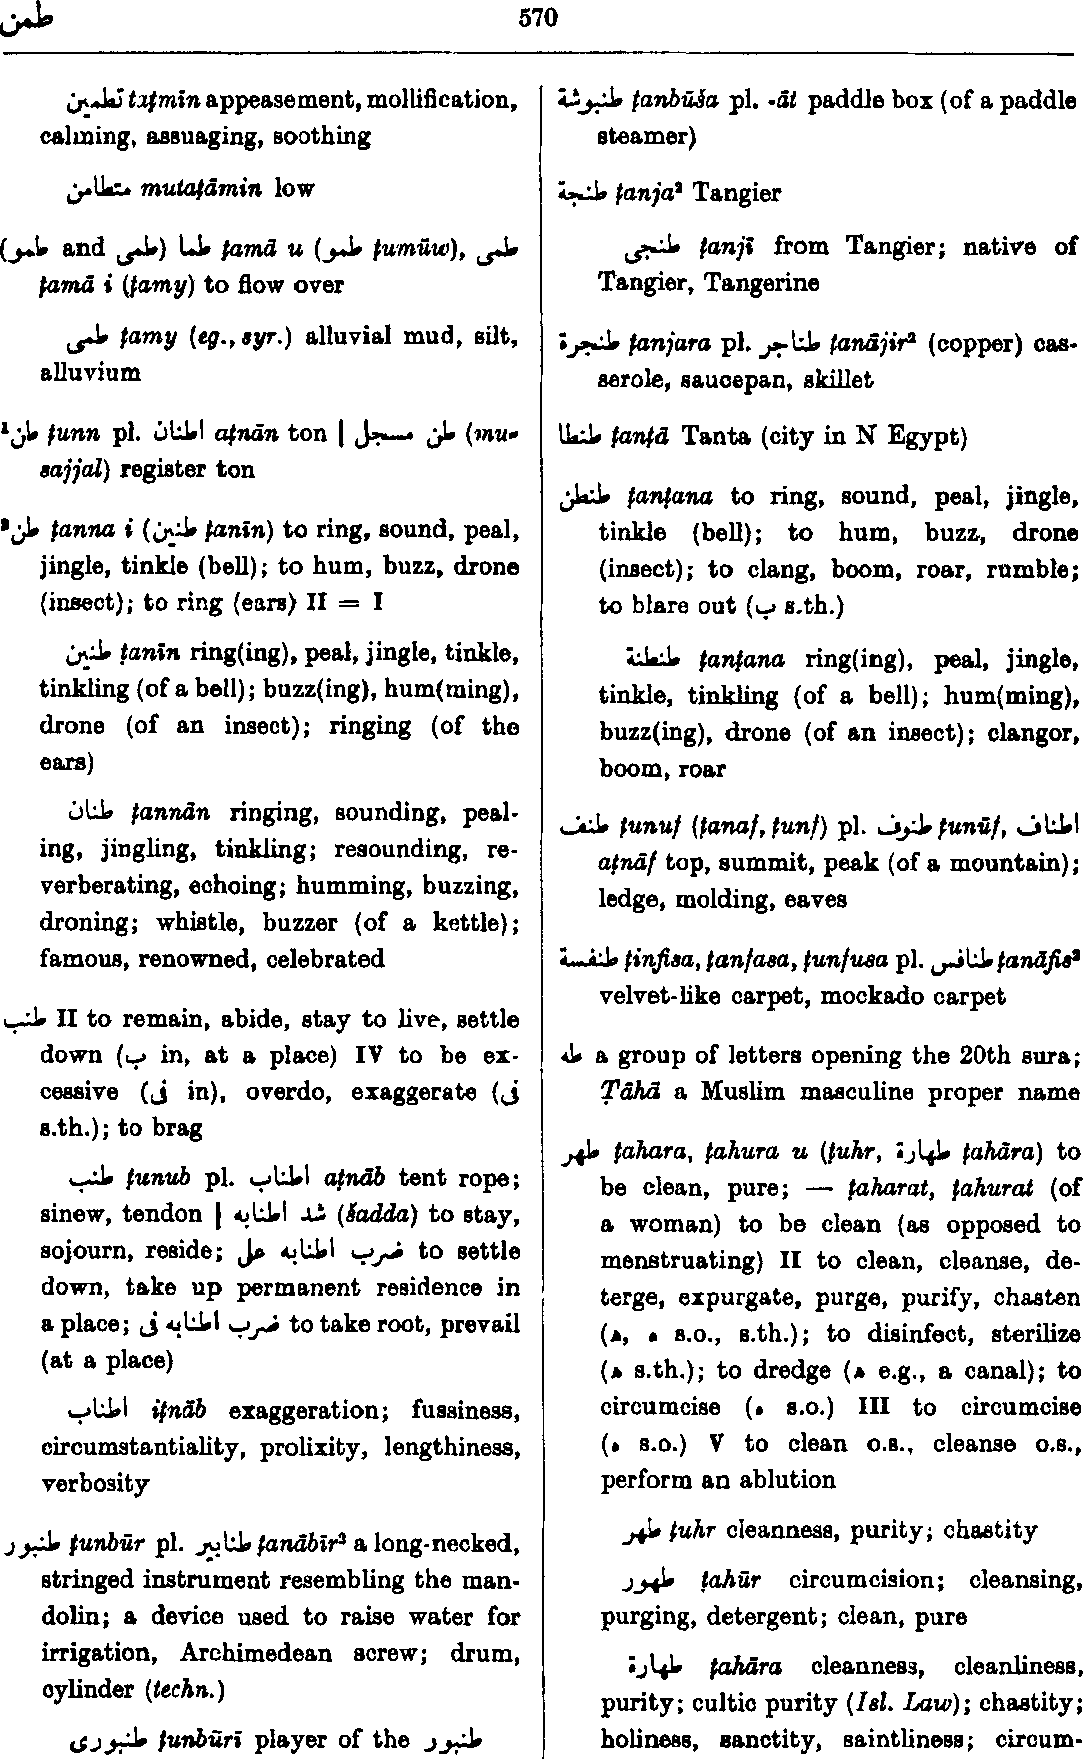 طمن
570
تطمين taṭmīn appeasement, mollification,
calming, assuaging, soothing
متطامن mutaṭāmin low
(طمو and طمى) طما ṭamā u (طمو ṭumūw), طمى
ṭamā i (ṭamy) to flow over
طمى ṭamy (eg., syr.) alluvial mud, silt,
alluvium
¹طن ṭunn pl. اطنان aṭnān ton | طن مسجل (mu-
sajjal) register ton
²طن ṭanna i (طنين ṭanīn) to ring, sound, peal,
jingle, tinkle (bell); to hum, buzz, drone
(insect); to ring (ears) II = I
طنين ṭanīn ring(ing), peal, jingle, tinkle,
tinkling (of a bell); buzz(ing), hum(ming),
drone (of an insect); ringing (of the
ears)
طنان ṭannān ringing, sounding, peal-
ing, jingling, tinkling; resounding, re-
verberating, echoing; humming, buzzing,
droning; whistle, buzzer (of a kettle);
famous, renowned, celebrated
طنب II to remain, abide, stay to live, settle
down (ب in, at a place) IV to be ex-
cessive (فى in), overdo, exaggerate (فى
s.th.); to brag
طنب ṭunub pl. اطناب aṭnāb tent rope;
sinew, tendon | شد اطنابه (šadda) to stay,
sojourn, reside; ضرب اطنابه على to settle
down, take up permanent residence in
a place; ضرب اطنابه فى to take root, prevail
(at a place)
اطناب iṭnāb exaggeration; fussiness,
circumstantiality, prolixity, lengthiness,
verbosity
طنبور ṭunbūr pl. طنابير ṭanābīr² a long-necked,
stringed instrument resembling the man-
dolin; a device used to raise water for
irrigation, Archimedean screw; drum,
cylinder (techn.)
طنبورى ṭunbūrī player of the طنبور
طنبوشة ṭanbūša pl. -āt paddle box (of a paddle
steamer)
طنجة ṭanja² Tangier
طنجى ṭanjī from Tangier; native of
Tangier, Tangerine
طنجرة ṭanjara pl. طناجر ṭanājir² (copper) cas-
serole, saucepan, skillet
طنطا ṭanṭā Tanta (city in N Egypt)
طنطن ṭanṭana to ring, sound, peal, jingle,
tinkle (bell); to hum, buzz, drone
(insect); to clang, boom, roar, rumble;
to blare out (ب s.th.)
طنطنة ṭanṭana ring(ing), peal, jingle,
tinkle, tinkling (of a bell); hum(ming),
buzz(ing), drone (of an insect); clangor,
boom, roar
طنف ṭunuf (ṭanaf, ṭunf) pl. طنوف ṭunūf, اطناف
aṭnāf top, summit, peak (of a mountain);
ledge, molding, eaves
طنفسة ṭinfisa, ṭanfasa, ṭunfusa pl. طنافس ṭanāfis²
velvet-like carpet, mockado carpet
طه a group of letters opening the 20th sura;
Ṭāhā a Muslim masculine proper name
طهر ṭahara, ṭahura u (ṭuhr, طهارة ṭahāra) to
be clean, pure; — ṭaharat, ṭahurat (of
a woman) to be clean (as opposed to
menstruating) II to clean, cleanse, de-
terge, expurgate, purge, purify, chasten
(ه, ه s.o., s.th.); to disinfect, sterilize
(ه s.th.); to dredge (ه e.g., a canal); to
circumcise (ه s.o.) III to circumcise
(ه s.o.) V to clean o.s., cleanse o.s.,
perform an ablution
طهر ṭuhr cleanness, purity; chastity
طهور ṭahūr circumcision; cleansing,
purging, detergent; clean, pure
طهارة ṭahāra cleanness, cleanliness,
purity; cultic purity (Isl. Law); chastity;
holiness, sanctity, saintliness; circum-